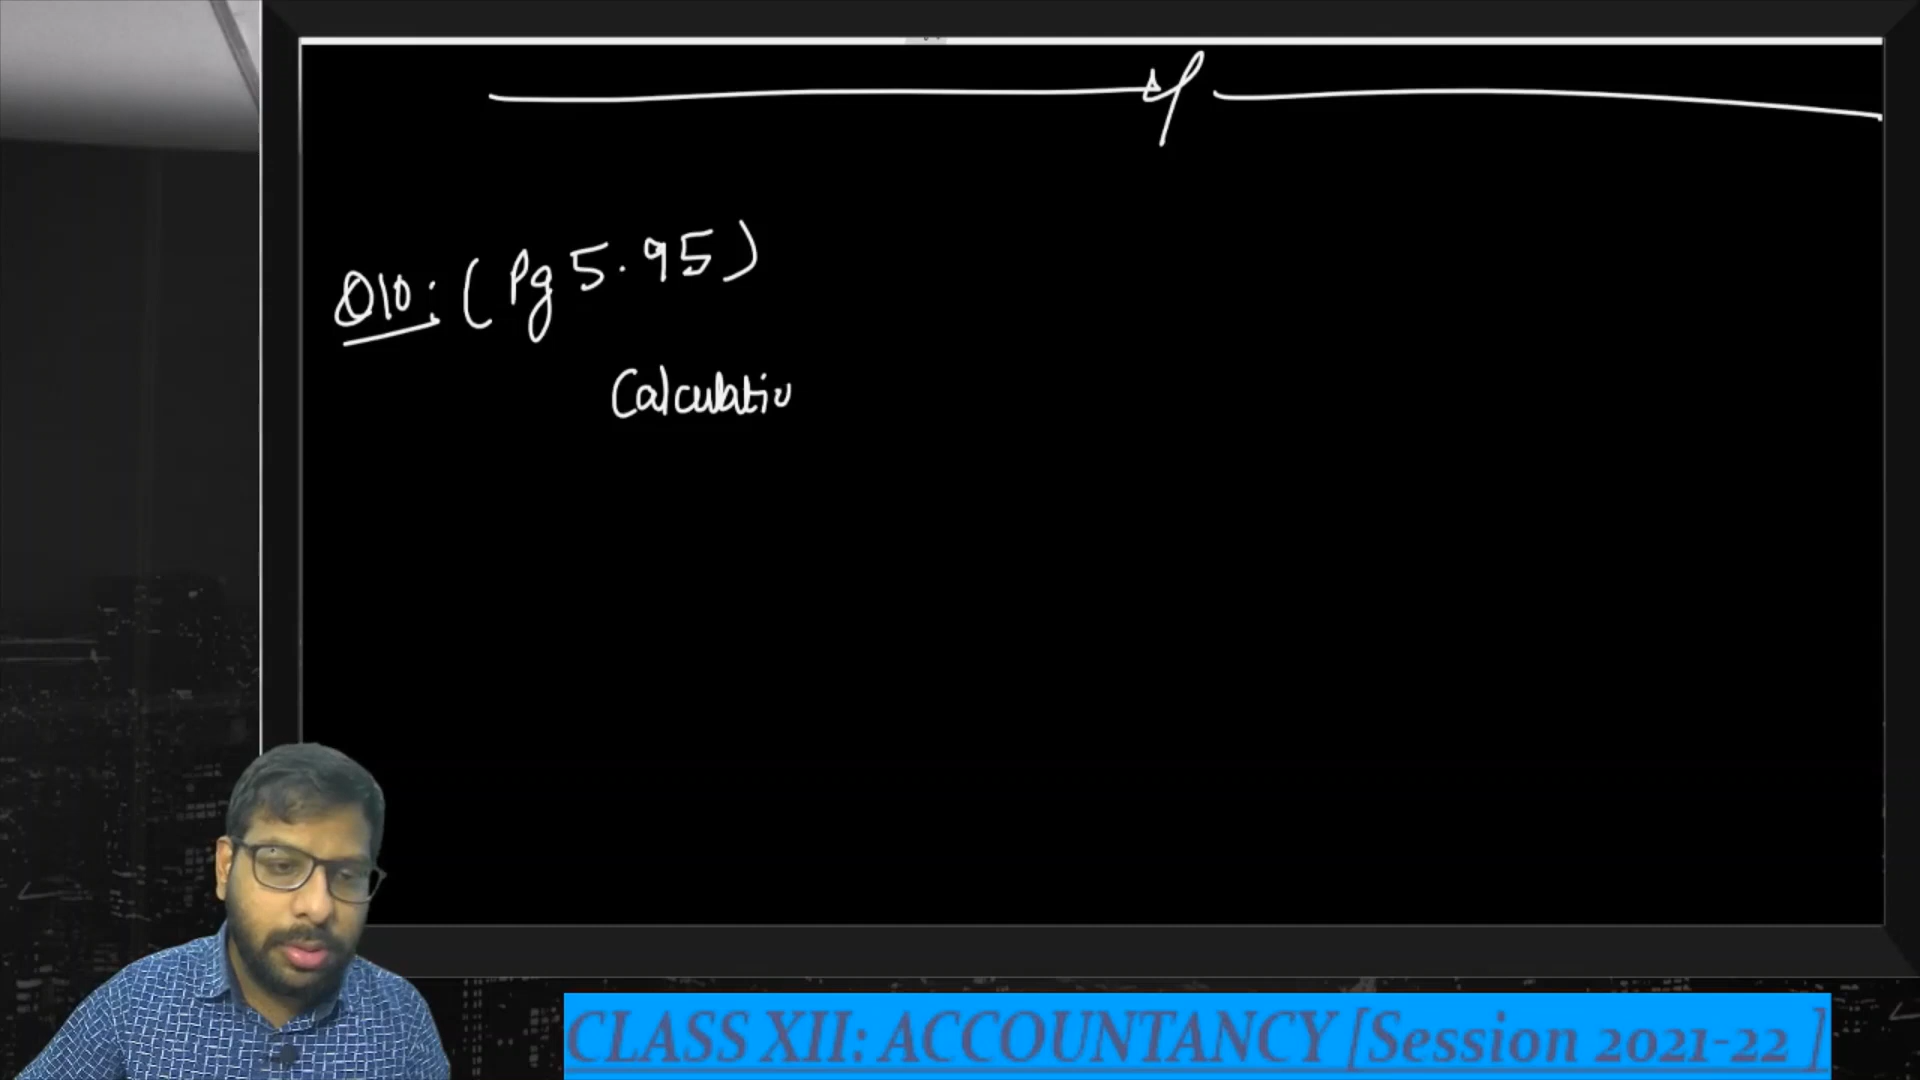 Q10: (Pg 5.95)
Calculatio
CLASS XII: ACCOUNTANCY [Session 2021-22 ]